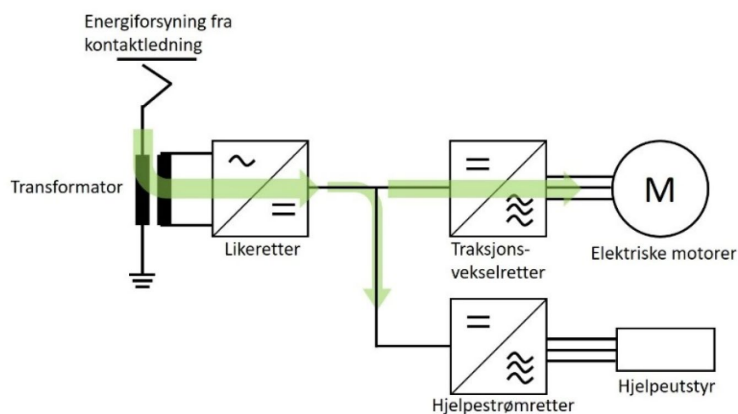 Energiforsyning fra
kontaktledning
Transformator
Likeretter
Traksjons-
vekselretter
M
Elektriske motorer
Hjelpestrømretter
Hjelpeutstyr